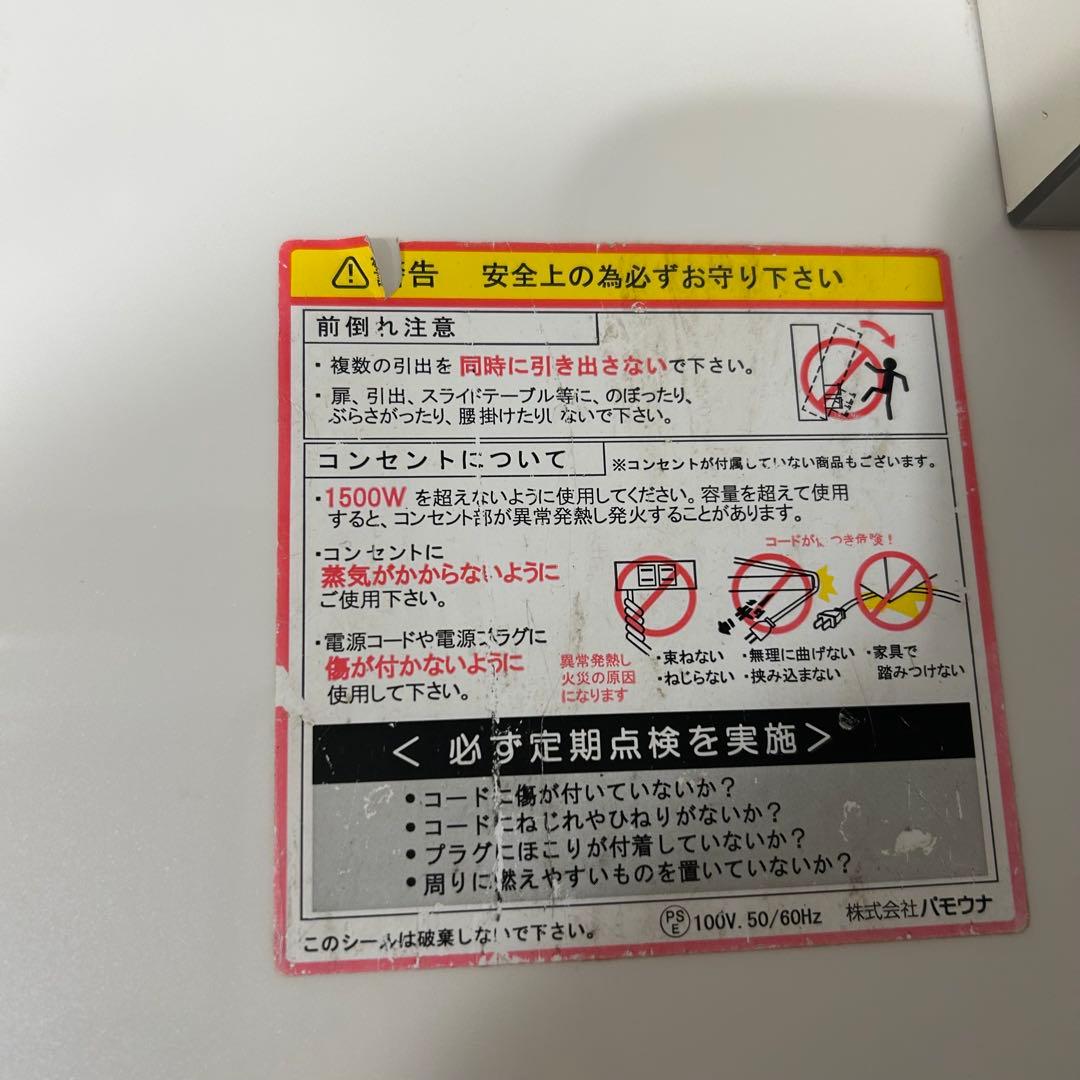 警告 安全上の為必ずお守り下さい
前倒れ注意
・複数の引出を同時に引き出さないで下さい。
・扉、引出、スライドテーブル等に、のぼったり、
ぶらさがったり、腰掛けたりしないで下さい。
コンセントについて ※コンセントが付属していない商品もございます。
・1500Wを超えないように使用してください。容量を超えて使用
すると、コンセント部が異常発熱し発火することがあります。
・コンセントに
蒸気がかからないように
ご使用下さい。
コードが傷つき危険!
・電源コードや電源プラグに
傷が付かないように
使用して下さい。
異常発熱し
火災の原因
になります
・束ねない
・ねじらない
・無理に曲げない
・挟み込まない
・家具で
踏みつけない
＜必ず定期点検を実施＞
●コードに傷が付いていないか？
●コードにねじれやひねりがないか？
●プラグにほこりが付着していないか？
●周りに燃えやすいものを置いていないか？
PSE 100V. 50/60Hz 株式会社パモウナ
このシールは破棄しないで下さい。